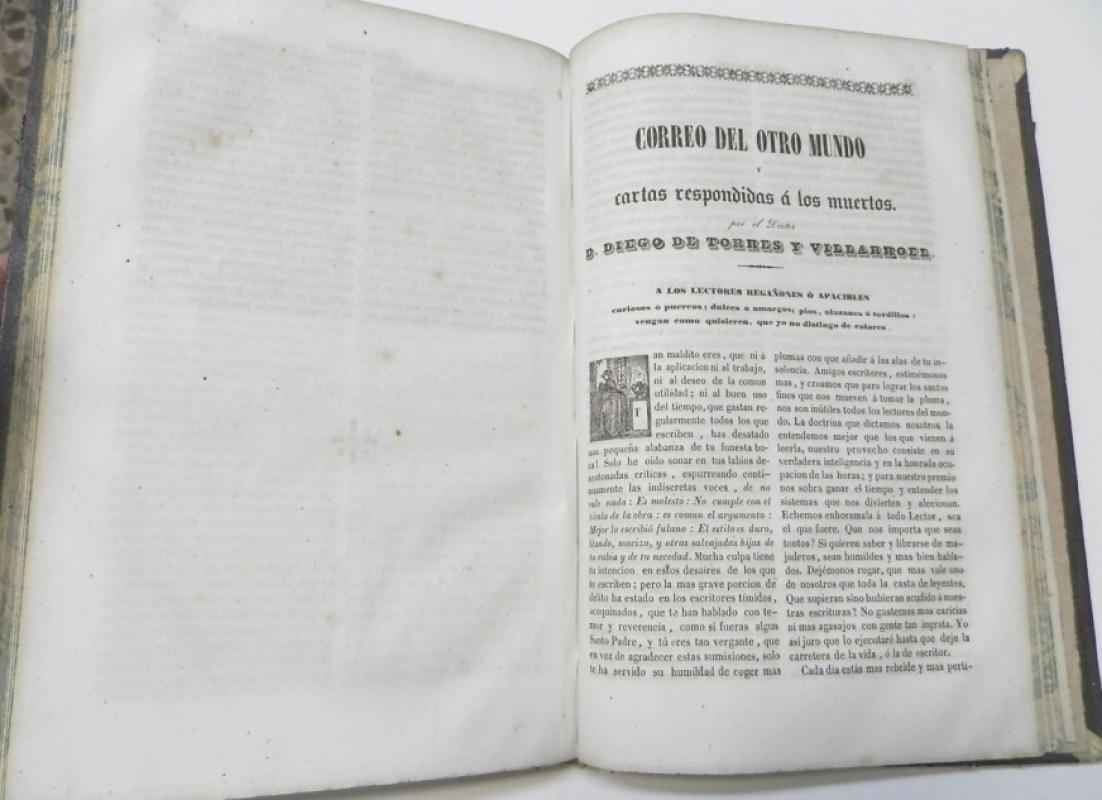 CORREO DEL OTRO MUNDO
Y
cartas respondidas á los muertos.
por el Doctor
D. DIEGO DE TORRES Y VILLARROEL.
A LOS LECTORES REGAÑONES Ó APACIBLES
curiosos ó puercos; dulces ó amargos; pios, alazanes ó tordillos;
vengan como quisieren, que yo no distingo de colores.
T
an maldito eres, que ni á
la aplicacion ni al trabajo,
ni al deseo de la comun
utilidad; ni al buen uso
del tiempo, que gastan re-
gularmente todos los que
escriben, has desatado
una pequeña alabanza de tu funesta bo-
ca! Solo he oido sonar en tus labios de-
sentonadas criticas, espurreando conti-
nuamente las indiscretas voces, de no
vale nada: Es molesto: No cumple con el
titulo de la obra: es comun el argumento:
Mejor lo escribió fulano: El estilo es duro,
blando, macizo, y otras salvajadas hijas de
tu rabia y de tu necedad. Mucha culpa tiene
tu intencion en estos desaires de los que
te escriben; pero la mas grave porcion de
delito ha estado en los escritores tímidos,
acoquinados, que te han hablado con te-
mor y reverencia, como si fueras algun
Santo Padre, y tú eres tan vergante, que
en vez de agradecer estas sumisiones, solo
te ha servido su humildad de coger mas
plumas con que añadir á las alas de tu in-
solencia. Amigos escritores, estimémonos
mas, y creamos que para lograr los santos
fines que nos mueven á tomar la pluma,
nos son inútiles todos los lectores del mun-
do. La doctrina que dictamos nosotros la
entendemos mejor que los que vienen á
leerla, nuestro provecho consiste en su
verdadera inteligencia y en la honrada ocu-
pacion de las horas; y para nuestro premio
nos sobra ganar el tiempo y entender los
sistemas que nos divierten y alecionan.
Echemos enhoramala á todo Lector, sea
el que fuere. Que nos importa que sean
tontos? Si quieren saber y librarse de ma-
jaderos, sean humildes y mas bien habla-
dos. Dejémonos rogar, que mas vale uno
de nosotros que toda la casta de leyentes.
Que supieran sino hubieran acudido á nues-
tras escrituras? No gastemos mas caricias
ni mas agasajos con gente tan ingrata. Yo
asi juro que lo ejecutaré hasta que deje la
carretera de la vida, ó la de escritor.
Cada dia estás mas rebelde y mas perti-